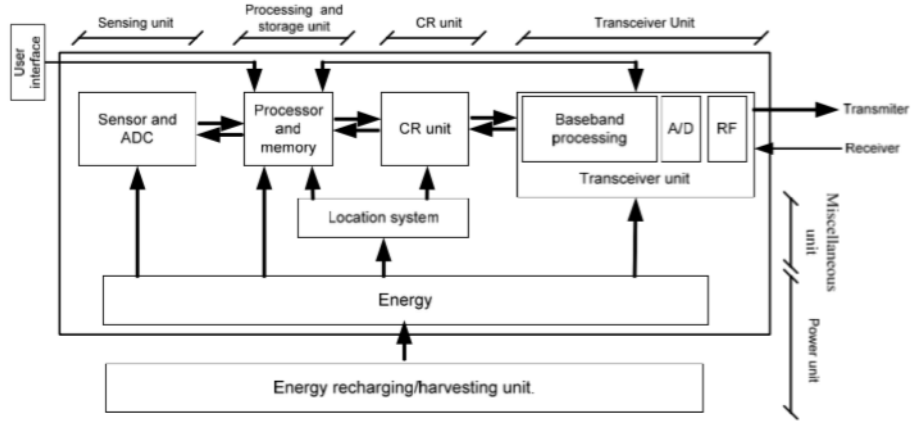 Sensing unit
Processing and
storage unit
CR unit
Transceiver Unit
User
interface
Sensor and
ADC
Processor
and
memory
CR unit
Baseband
processing
A/D
RF
Transceiver unit
Transmiter
Receiver
Location system
Miscellaneous
unit
Energy
Power unit
Energy recharging/harvesting unit.